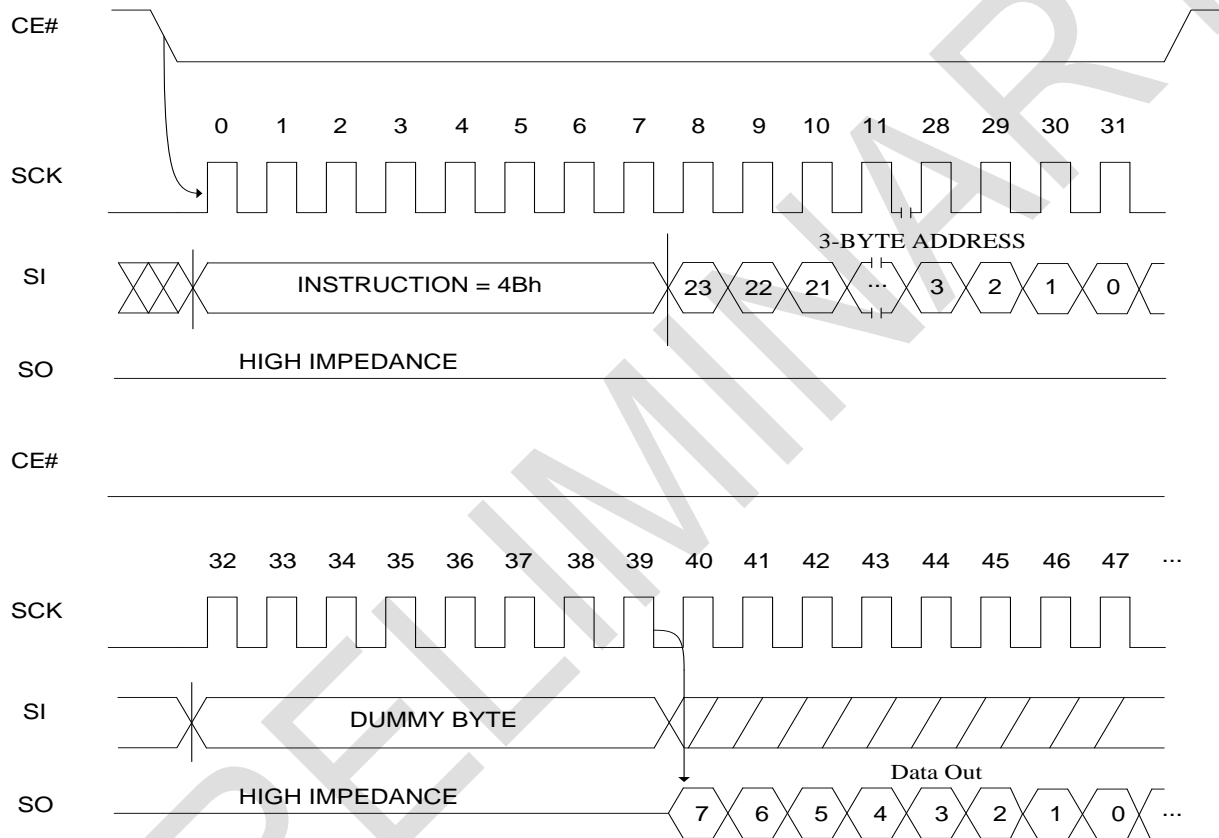 CE#
0 1 2 3 4 5 6 7 8 9 10 11 28 29 30 31
SCK
3-BYTE ADDRESS
SI INSTRUCTION = 4Bh 23 22 21 ... 3 2 1 0
HIGH IMPEDANCE
SO
CE#
32 33 34 35 36 37 38 39 40 41 42 43 44 45 46 47 ...
SCK
SI DUMMY BYTE
Data Out
HIGH IMPEDANCE
SO 7 6 5 4 3 2 1 0 ...
PRELIMINAR